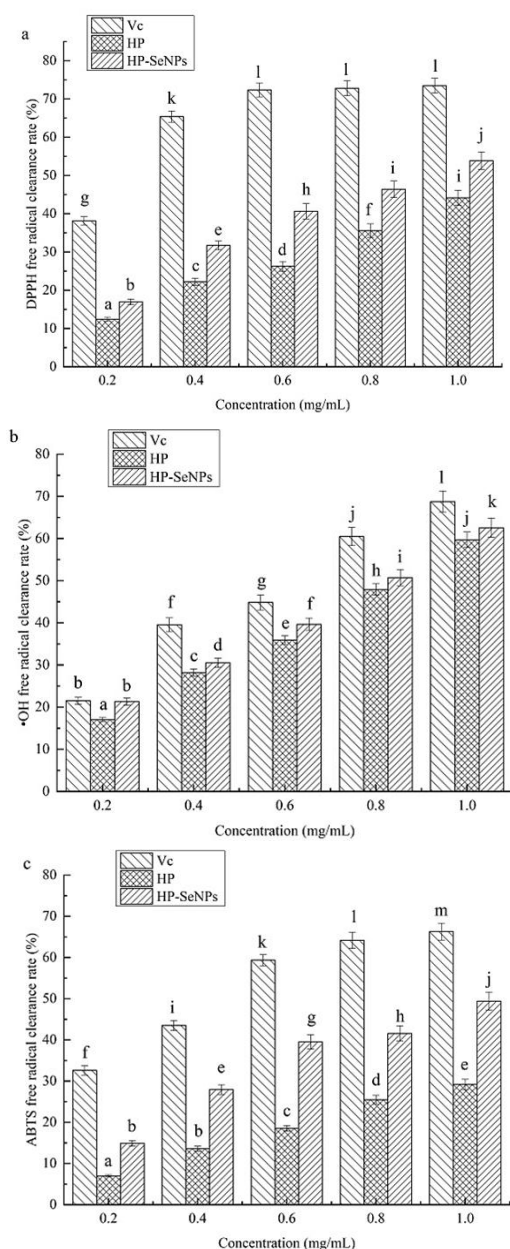 a
Vc
HP
HP-SeNPs
DPPH free radical clearance rate (%)
80
70
60
50
40
30
20
10
0
g a b
k c e
l d h
l f i
l i j
0.2 0.4 0.6 0.8 1.0
Concentration (mg/mL)
b
Vc
HP
HP-SeNPs
•OH free radical clearance rate (%)
80
70
60
50
40
30
20
10
0
b a b
f c d
g e f
j h i
l j k
0.2 0.4 0.6 0.8 1.0
Concentration (mg/mL)
c
Vc
HP
HP-SeNPs
ABTS free radical clearance rate (%)
80
70
60
50
40
30
20
10
0
f a b
i b e
k c g
l d h
m e j
0.2 0.4 0.6 0.8 1.0
Concentration (mg/mL)